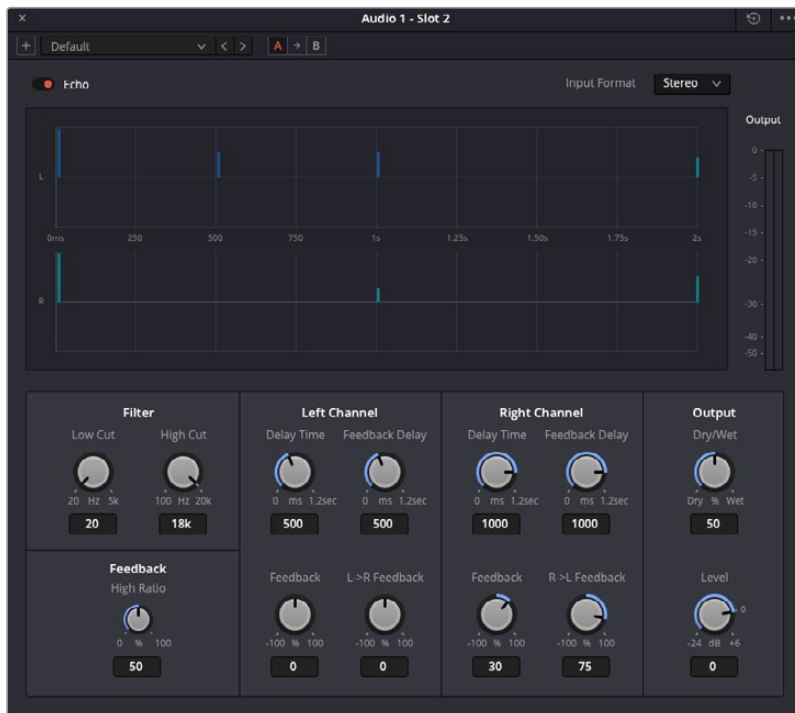 × Audio 1 - Slot 2
+ Default < > A → B
Echo Input Format Stereo
Output
L
0ms 250 500 750 1s 1.25s 1.50s 1.75s 2s
R
0
-5
-10
-15
-20
-30
-40
-50
Filter
Low Cut High Cut
20 Hz 5k 100 Hz 20k
20 18k
Feedback
High Ratio
0 % 100
50
Left Channel
Delay Time Feedback Delay
0 ms 1.2sec 0 ms 1.2sec
500 500
Feedback L->R Feedback
-100 % 100 -100 % 100
0 0
Right Channel
Delay Time Feedback Delay
0 ms 1.2sec 0 ms 1.2sec
1000 1000
Feedback R->L Feedback
-100 % 100 -100 % 100
30 75
Output
Dry/Wet
Dry % Wet
50
Level
0
-24 dB +6
0